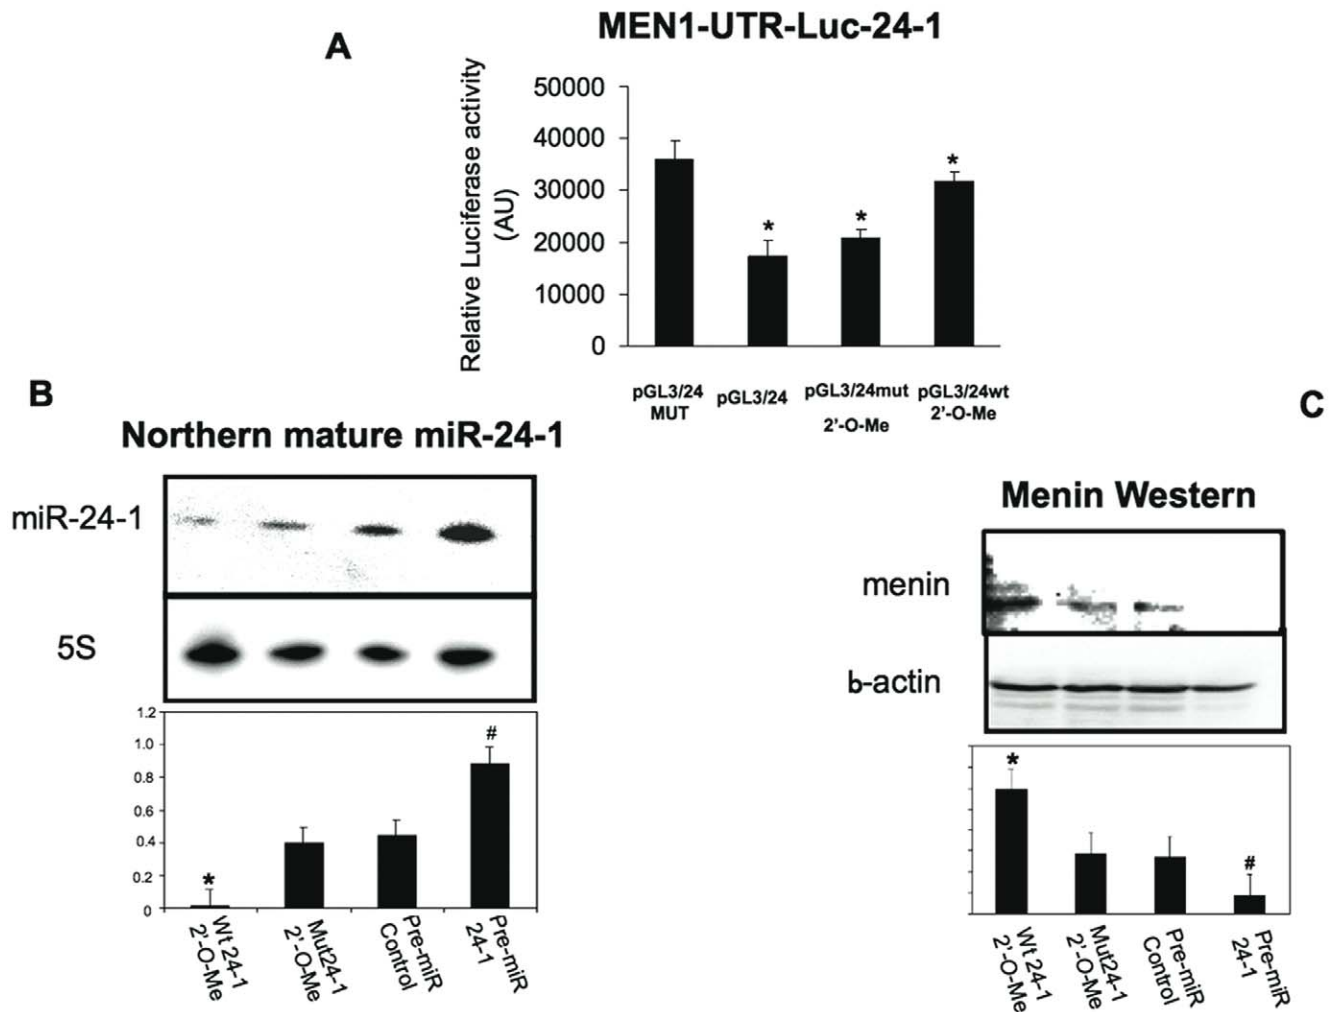 A
MEN1-UTR-Luc-24-1
Relative Luciferase activity
(AU)
50000
40000
30000
20000
10000
0
*
*
*
pGL3/24
MUT
pGL3/24
pGL3/24mut
2'-O-Me
pGL3/24wt
2'-O-Me
B
Northern mature miR-24-1
miR-24-1
5S
1.2
1.0
0.8
0.6
0.4
0.2
0
*
#
Wt 24-1
2'-O-Me
Mut24-1
2'-O-Me
Pre-miR
Control
Pre-miR
24-1
C
Menin Western
menin
b-actin
*
#
Wt 24-1
2'-O-Me
Mut24-1
2'-O-Me
Pre-miR
Control
Pre-miR
24-1